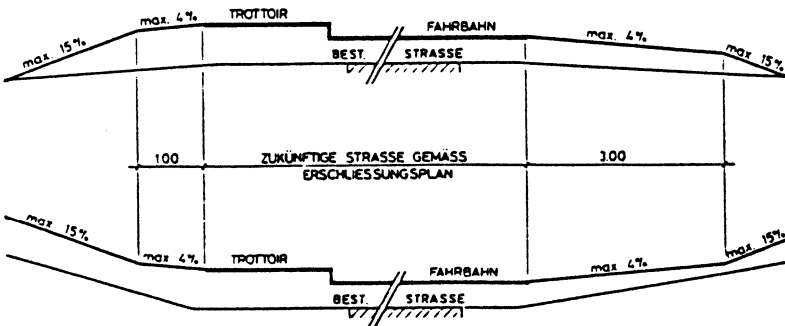 max. 15%
max. 4%
TROTTOIR
FAHRBAHN
max. 4%
max. 15%
BEST. STRASSE
1.00
ZUKÜNFTIGE STRASSE GEMÄSS
ERSCHLIESSUNGSPLAN
3.00
max. 15%
max. 4%
TROTTOIR
FAHRBAHN
max. 4%
max. 15%
BEST. STRASSE